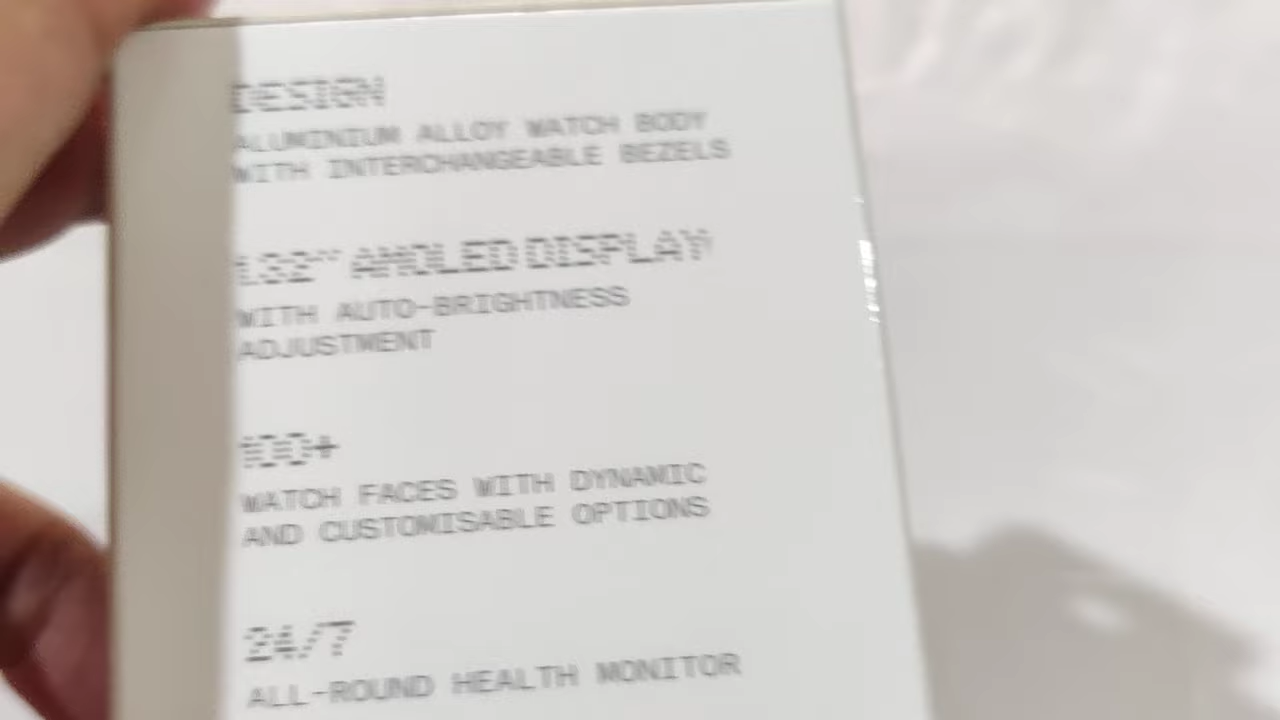 DESIGN
ALUMINIUM ALLOY WATCH BODY
WITH INTERCHANGEABLE BEZELS
1.32" AMOLED DISPLAY
WITH AUTO-BRIGHTNESS
ADJUSTMENT
100+
WATCH FACES WITH DYNAMIC
AND CUSTOMISABLE OPTIONS
24/7
ALL-ROUND HEALTH MONITOR